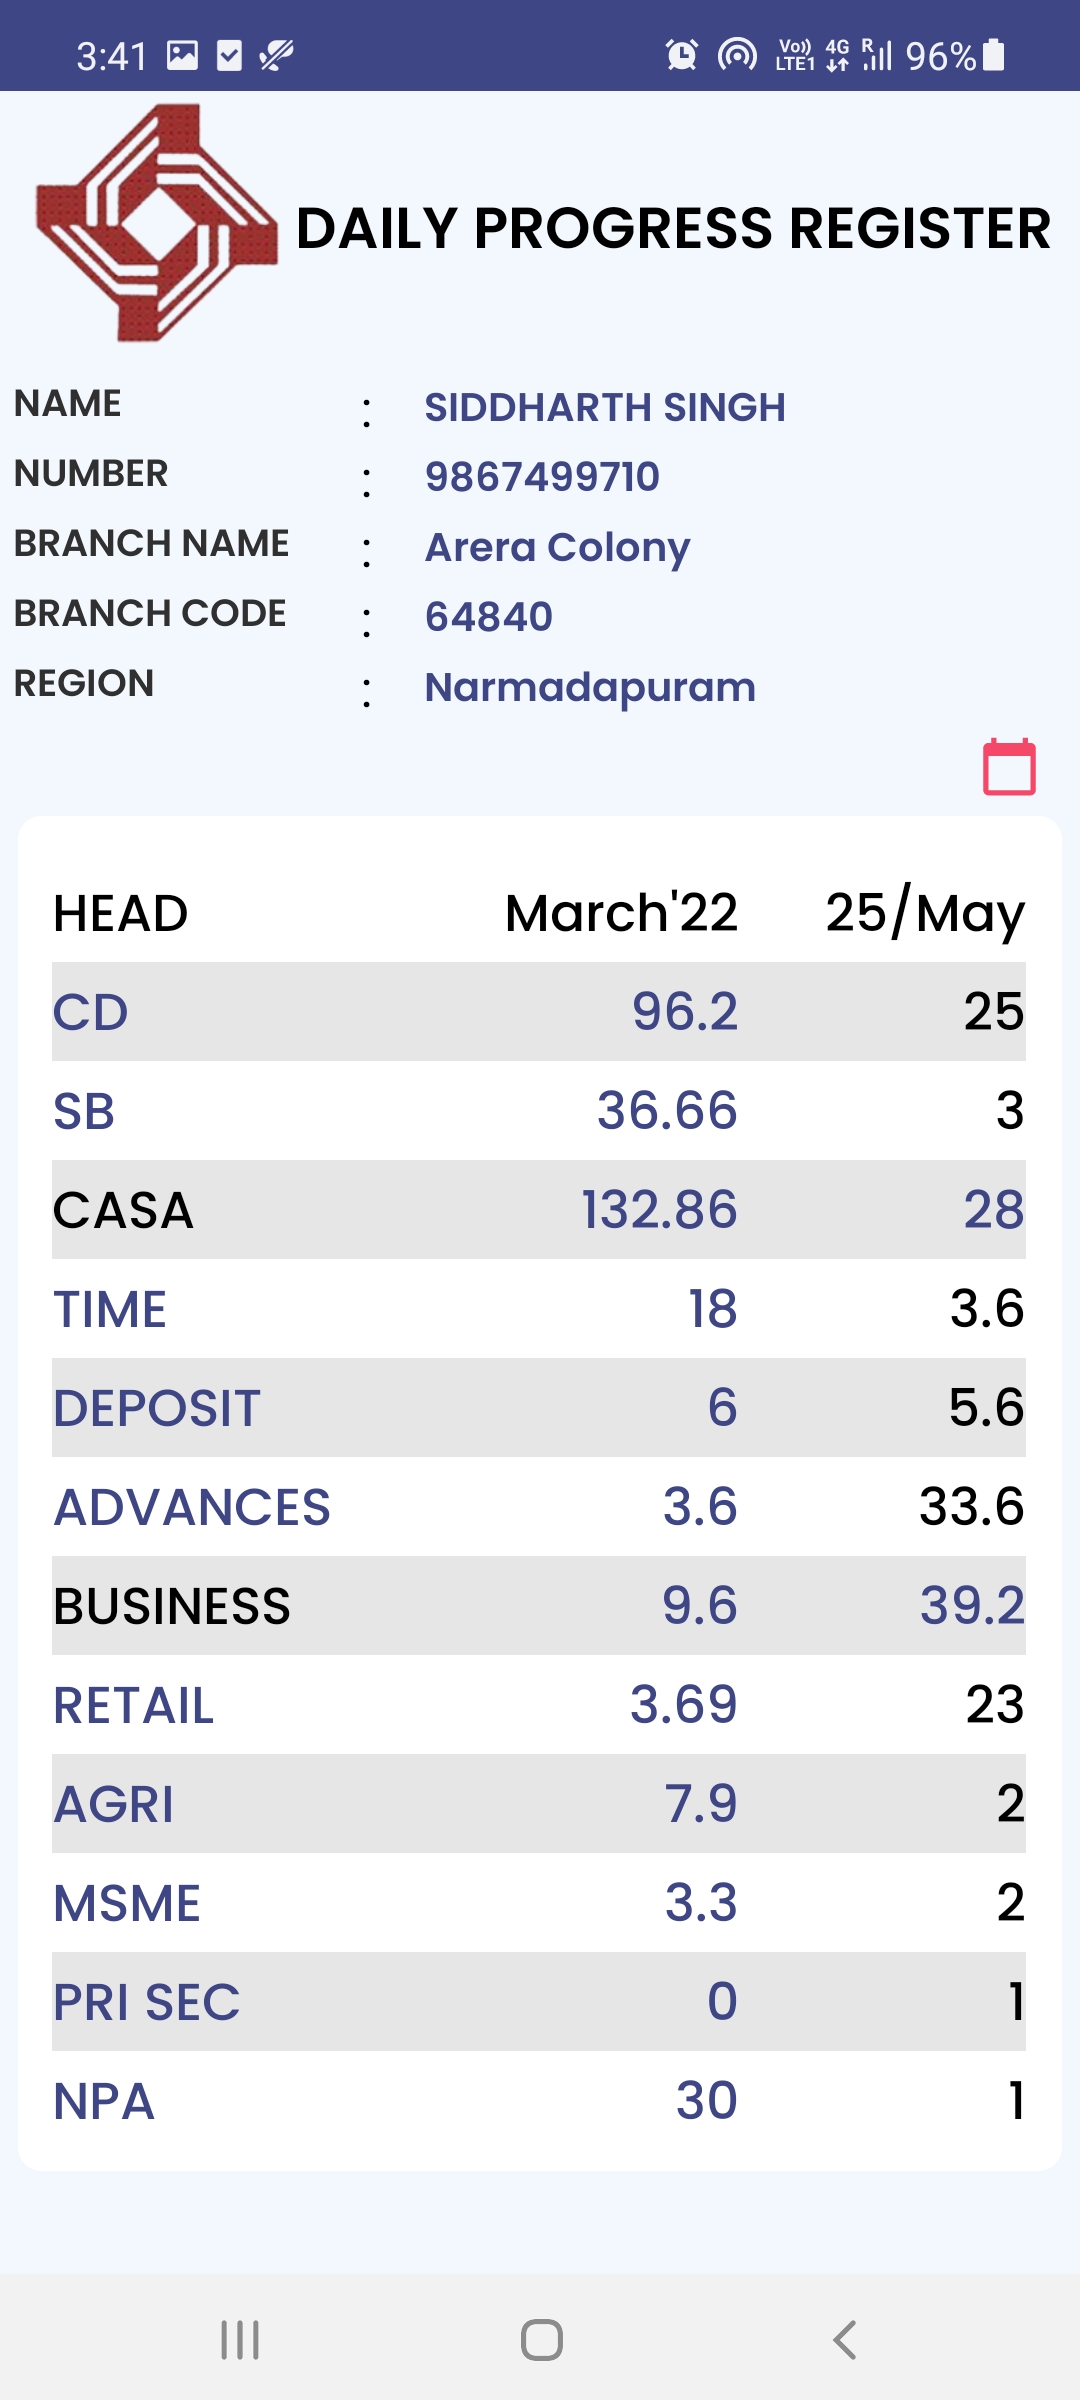 3:41 Vo)) LTE1 4G R 96%
DAILY PROGRESS REGISTER
NAME : SIDDHARTH SINGH
NUMBER : 9867499710
BRANCH NAME : Arera Colony
BRANCH CODE : 64840
REGION : Narmadapuram
HEAD March'22 25/May
CD 96.2 25
SB 36.66 3
CASA 132.86 28
TIME 18 3.6
DEPOSIT 6 5.6
ADVANCES 3.6 33.6
BUSINESS 9.6 39.2
RETAIL 3.69 23
AGRI 7.9 2
MSME 3.3 2
PRI SEC 0 1
NPA 30 1